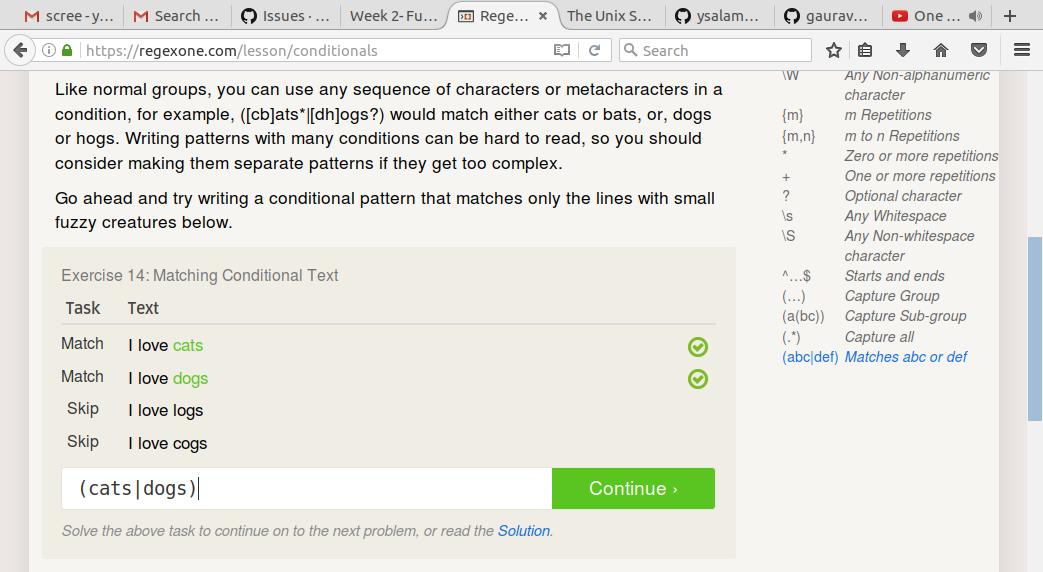 scree - y...
Search ...
Issues · ...
Week 2- Fu...
Rege...
The Unix S...
ysalam...
gaurav...
One ...
https://regexone.com/lesson/conditionals
Search
Like normal groups, you can use any sequence of characters or metacharacters in a
condition, for example, ([cb]ats*|[dh]ogs?) would match either cats or bats, or, dogs
or hogs. Writing patterns with many conditions can be hard to read, so you should
consider making them separate patterns if they get too complex.
Go ahead and try writing a conditional pattern that matches only the lines with small
fuzzy creatures below.
Exercise 14: Matching Conditional Text
Task Text
Match I love cats
Match I love dogs
Skip I love logs
Skip I love cogs
(cats|dogs)
Continue ›
Solve the above task to continue on to the next problem, or read the Solution.
\W Any Non-alphanumeric
character
{m} m Repetitions
{m,n} m to n Repetitions
* Zero or more repetitions
+ One or more repetitions
? Optional character
\s Any Whitespace
\S Any Non-whitespace
character
^…$ Starts and ends
(…) Capture Group
(a(bc)) Capture Sub-group
(.*) Capture all
(abc|def) Matches abc or def